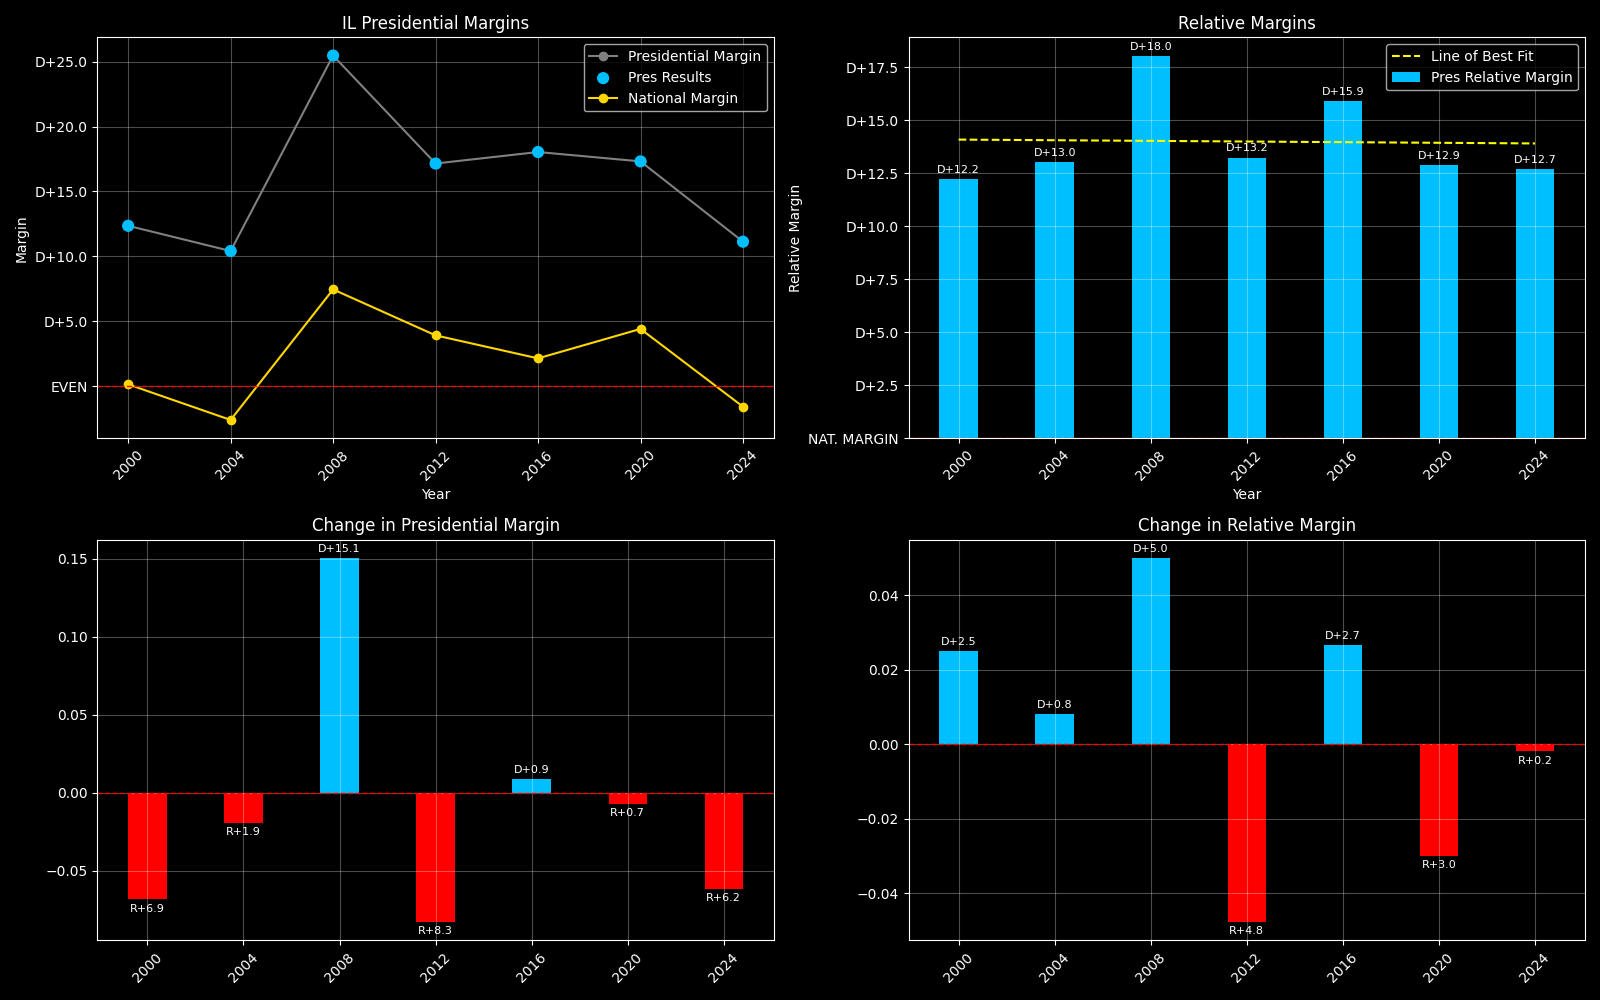 IL Presidential Margins
Presidential Margin
Pres Results
National Margin
D+25.0
D+20.0
D+15.0
D+10.0
D+5.0
EVEN
Margin
2000
2004
2008
2012
2016
2020
2024
Year
Relative Margins
Line of Best Fit
Pres Relative Margin
D+17.5
D+15.0
D+12.5
D+10.0
D+7.5
D+5.0
D+2.5
NAT. MARGIN
Relative Margin
D+12.2
D+13.0
D+18.0
D+13.2
D+15.9
D+12.9
D+12.7
2000
2004
2008
2012
2016
2020
2024
Year
Change in Presidential Margin
0.15
0.10
0.05
0.00
−0.05
R+6.9
R+1.9
D+15.1
R+8.3
D+0.9
R+0.7
R+6.2
2000
2004
2008
2012
2016
2020
2024
Change in Relative Margin
0.04
0.02
0.00
−0.02
−0.04
D+2.5
D+0.8
D+5.0
R+4.8
D+2.7
R+3.0
R+0.2
2000
2004
2008
2012
2016
2020
2024